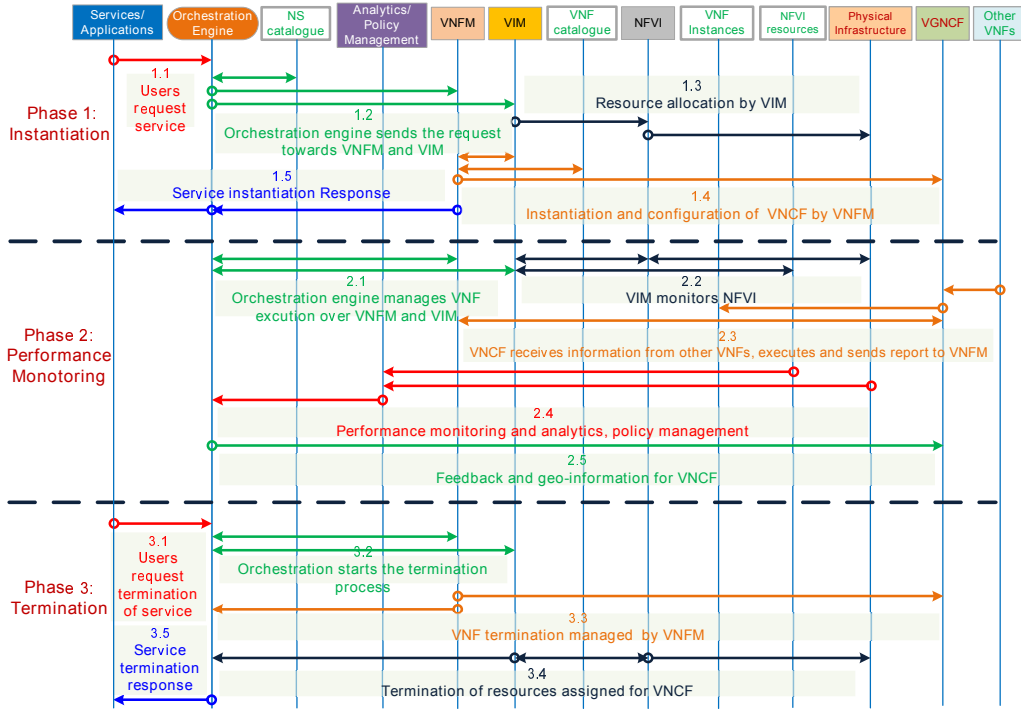 Services/
Applications
Orchestration
Engine
NS
catalogue
Analytics/
Policy
Management
VNFM
VIM
VNF
catalogue
NFVI
VNF
Instances
NFVI
resources
Physical
Infrastructure
VGNCF
Other
VNFs
Phase 1:
Instantiation
1.1
Users
request
service
1.2
Orchestration engine sends the request
towards VNFM and VIM
1.3
Resource allocation by VIM
1.4
Instantiation and configuration of VNCF by VNFM
1.5
Service instantiation Response
Phase 2:
Performance
Monotoring
2.1
Orchestration engine manages VNF
excution over VNFM and VIM
2.2
VIM monitors NFVI
2.3
VNCF receives information from other VNFs, executes and sends report to VNFM
2.4
Performance monitoring and analytics, policy management
2.5
Feedback and geo-information for VNCF
Phase 3:
Termination
3.1
Users
request
termination
of service
3.2
Orchestration starts the termination
process
3.3
VNF termination managed by VNFM
3.4
Termination of resources assigned for VNCF
3.5
Service
termination
response